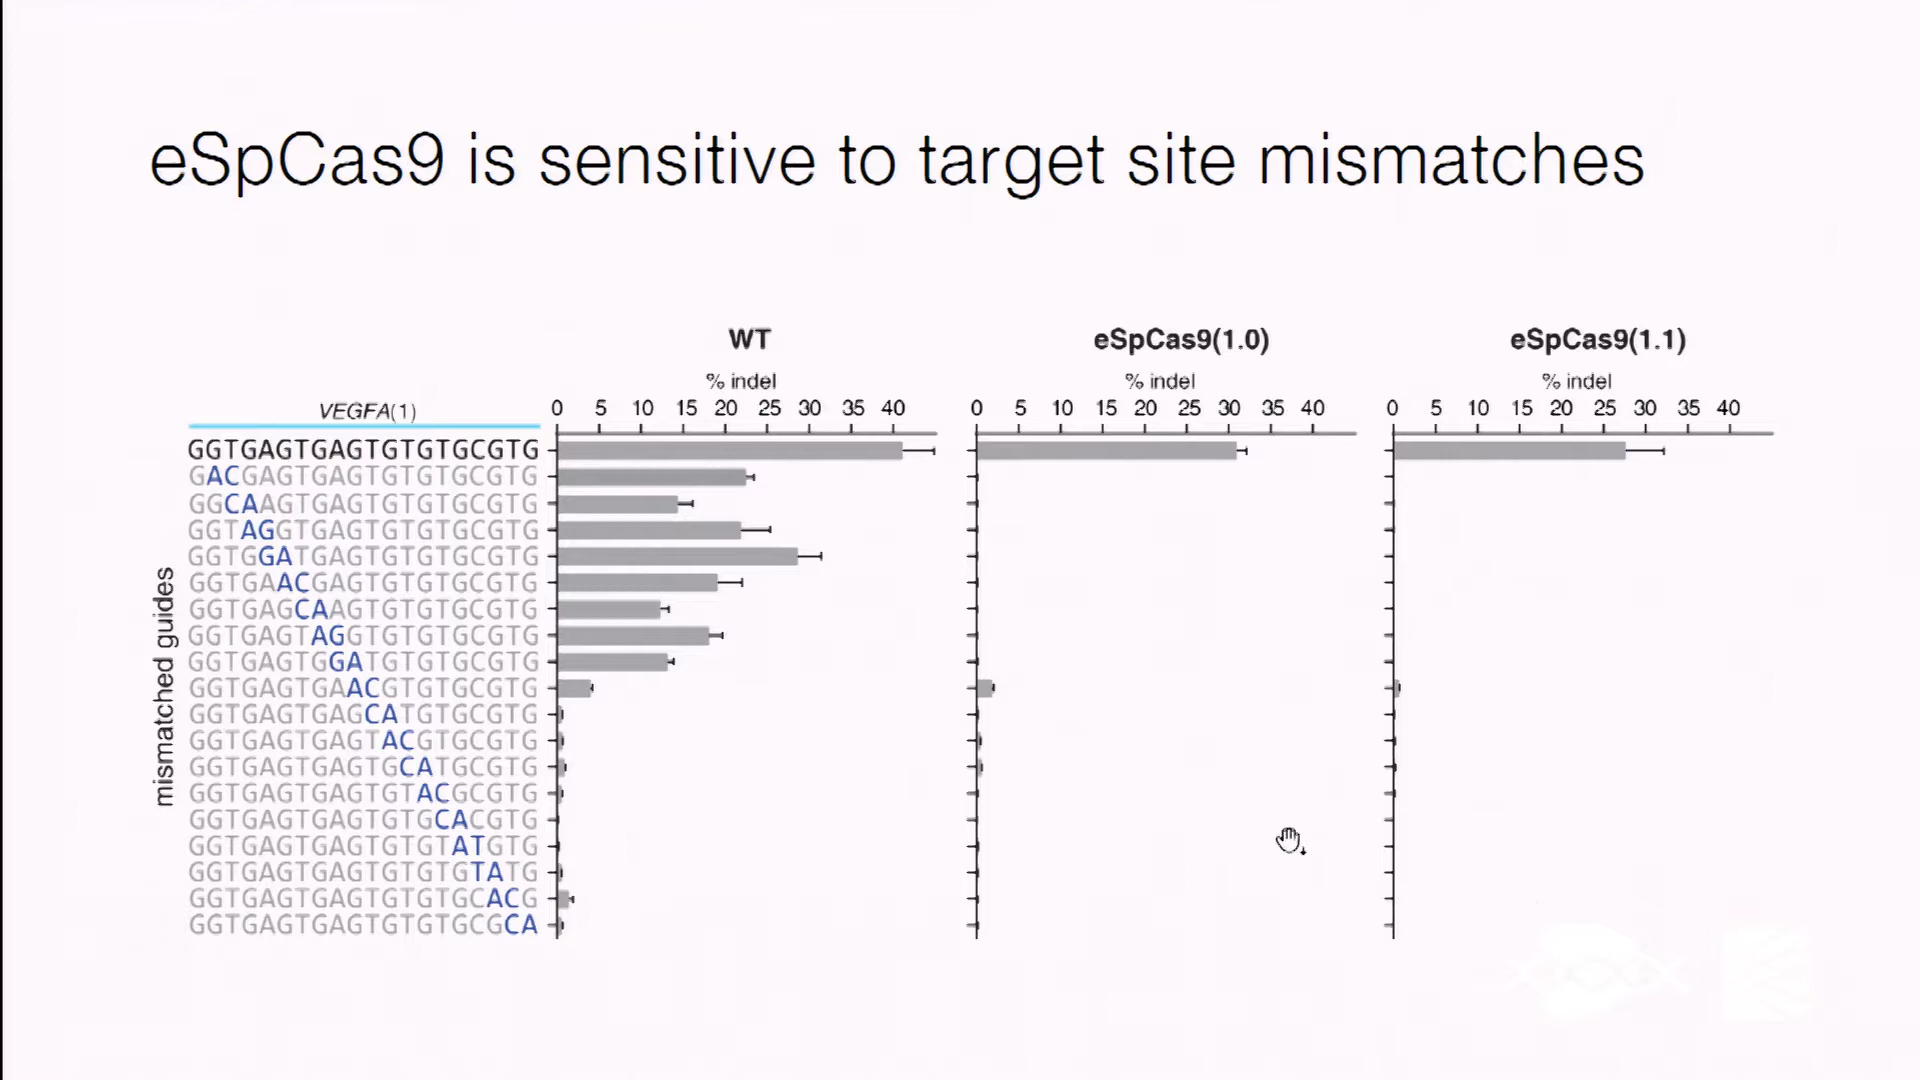 eSpCas9 is sensitive to target site mismatches
WT
eSpCas9(1.0)
eSpCas9(1.1)
% indel
% indel
% indel
VEGFA(1)
0 5 10 15 20 25 30 35 40
0 5 10 15 20 25 30 35 40
0 5 10 15 20 25 30 35 40
mismatched guides
GGTGAGTGAGTGTGTGCGTG
GACGAGTGAGTGTGTGCGTG
GGCAAGTGAGTGTGTGCGTG
GGTAGGTGAGTGTGTGCGTG
GGTGGATGAGTGTGTGCGTG
GGTGAACGAGTGTGTGCGTG
GGTGAGCAAGTGTGTGCGTG
GGTGAGTAGGTGTGTGCGTG
GGTGAGTGGATGTGTGCGTG
GGTGAGTGAACGTGTGCGTG
GGTGAGTGAGCATGTGCGTG
GGTGAGTGAGTACGTGCGTG
GGTGAGTGAGTGCATGCGTG
GGTGAGTGAGTGTACGCGTG
GGTGAGTGAGTGTGCACGTG
GGTGAGTGAGTGTGTATGTG
GGTGAGTGAGTGTGTGTATG
GGTGAGTGAGTGTGTGCACG
GGTGAGTGAGTGTGTGCGCA